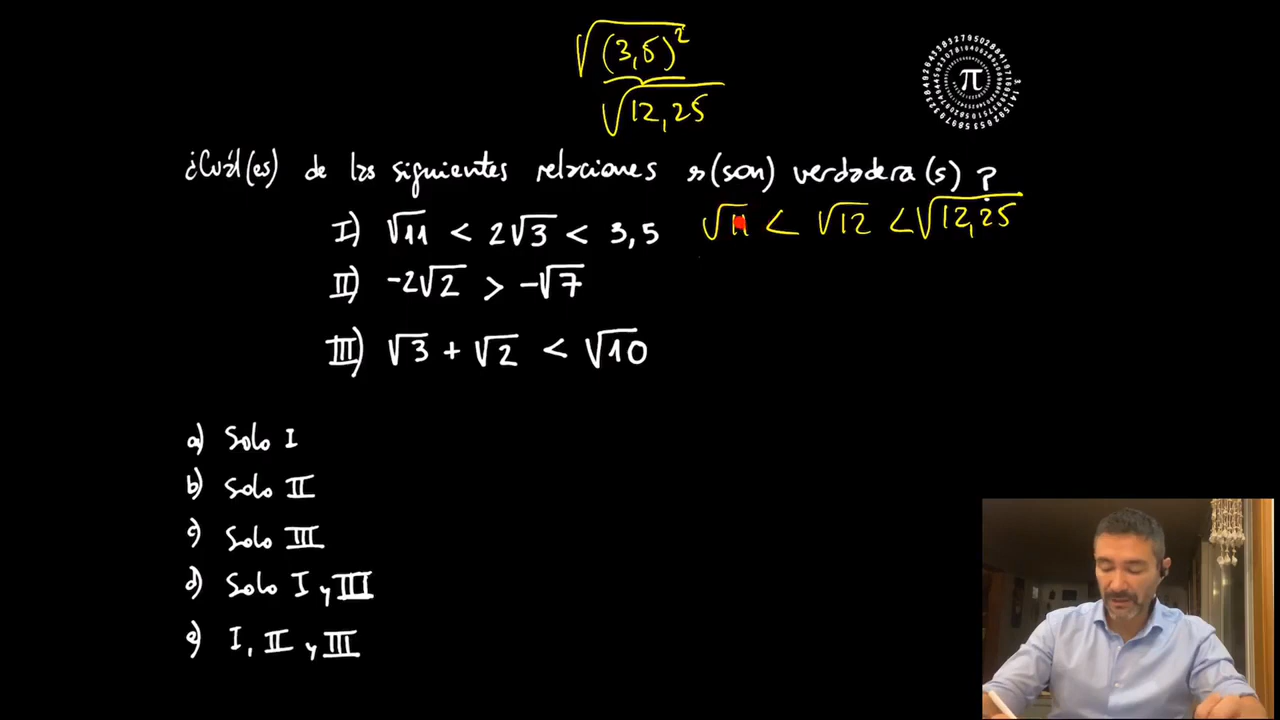 √(3,5)²
√12,25
π
¿Cuál(es) de las siguientes relaciones es(son) verdadera(s)?
I) √11 < 2√3 < 3,5 √11 < √12 < √12,25
II) -2√2 > -√7
III) √3 + √2 < √10
a) Solo I
b) Solo II
c) Solo III
d) Solo I y III
e) I, II y III